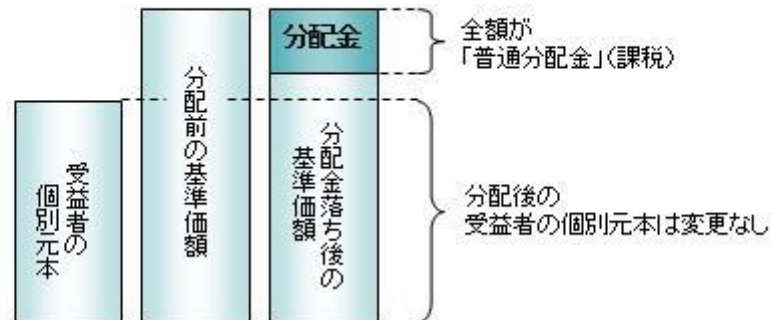 受益者の
個別元本
分配前の基準価額
分配金
分配金落ち後の
基準価額
全額が
「普通分配金」(課税)
分配後の
受益者の個別元本は変更なし